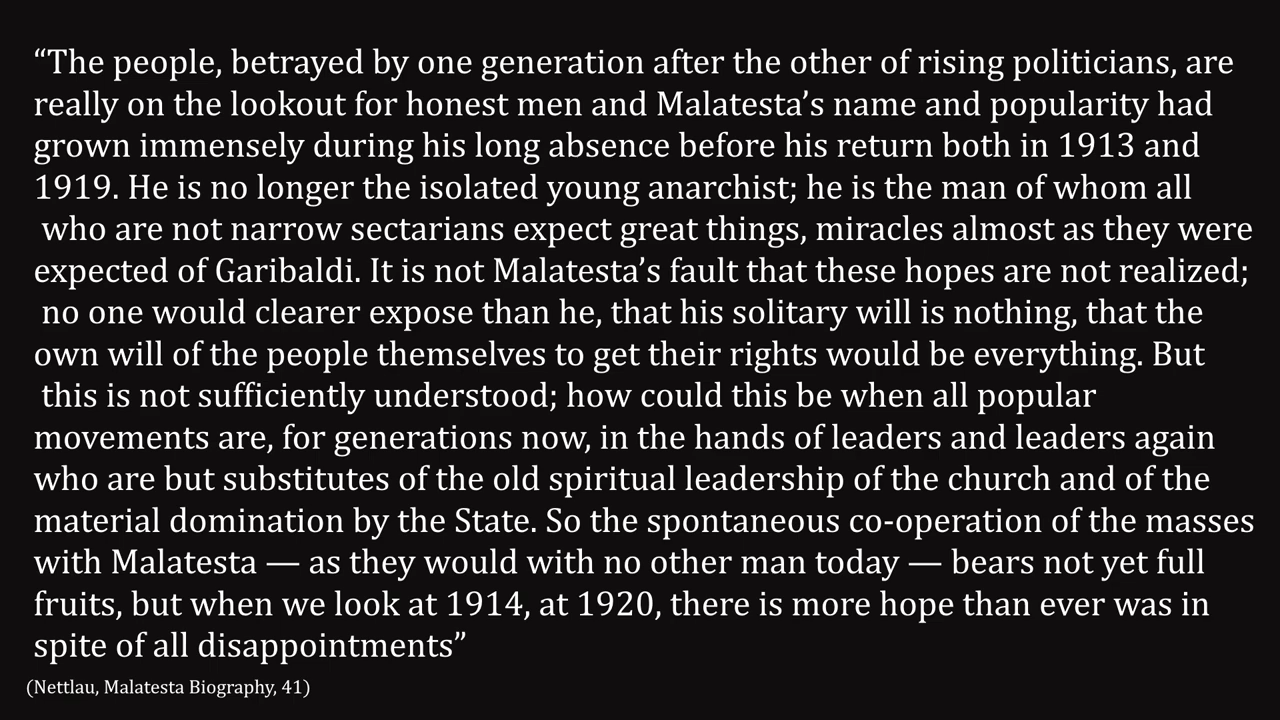 “The people, betrayed by one generation after the other of rising politicians, are
really on the lookout for honest men and Malatesta’s name and popularity had
grown immensely during his long absence before his return both in 1913 and
1919. He is no longer the isolated young anarchist; he is the man of whom all
who are not narrow sectarians expect great things, miracles almost as they were
expected of Garibaldi. It is not Malatesta’s fault that these hopes are not realized;
no one would clearer expose than he, that his solitary will is nothing, that the
own will of the people themselves to get their rights would be everything. But
this is not sufficiently understood; how could this be when all popular
movements are, for generations now, in the hands of leaders and leaders again
who are but substitutes of the old spiritual leadership of the church and of the
material domination by the State. So the spontaneous co-operation of the masses
with Malatesta — as they would with no other man today — bears not yet full
fruits, but when we look at 1914, at 1920, there is more hope than ever was in
spite of all disappointments”
(Nettlau, Malatesta Biography, 41)